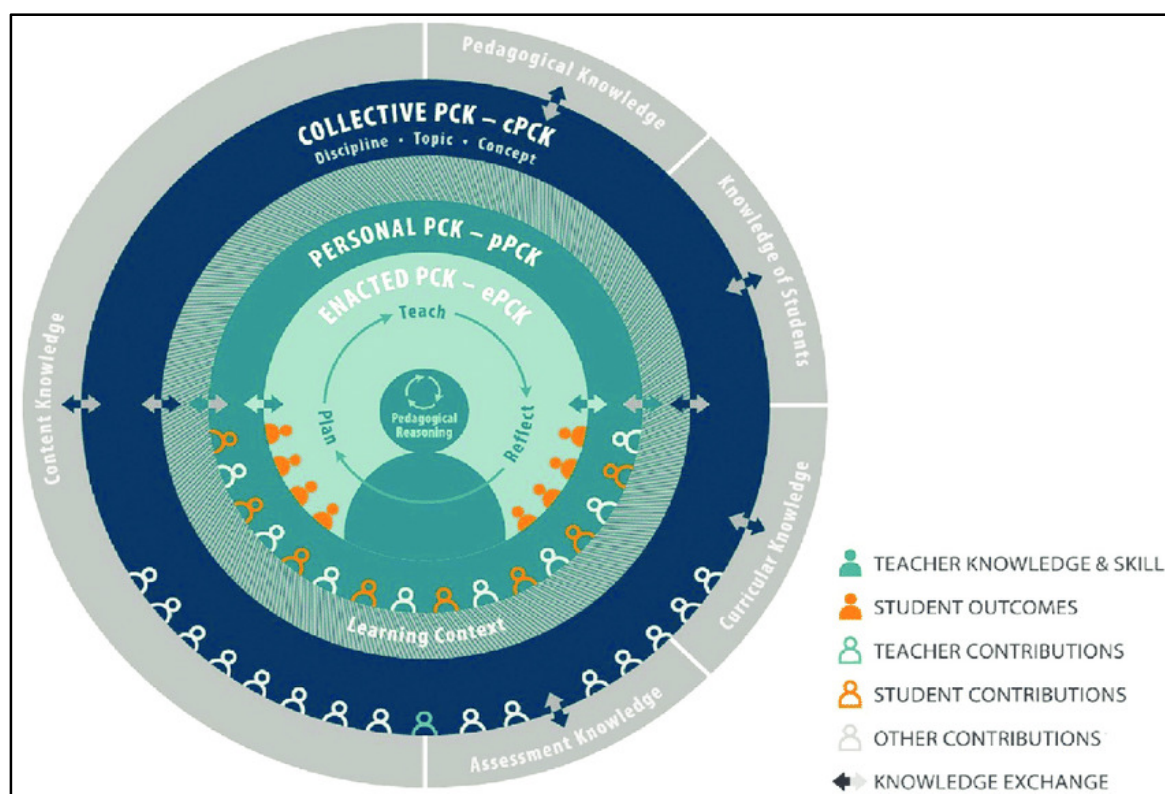 Pedagogical Knowledge
COLLECTIVE PCK – cPCK
Discipline • Topic • Concept
Knowledge of Students
PERSONAL PCK – pPCK
ENACTED PCK – ePCK
Teach
Content Knowledge
Pedagogical
Reasoning
Plan
Reflect
Curricular Knowledge
Learning Context
Assessment Knowledge
TEACHER KNOWLEDGE & SKILL
STUDENT OUTCOMES
TEACHER CONTRIBUTIONS
STUDENT CONTRIBUTIONS
OTHER CONTRIBUTIONS
KNOWLEDGE EXCHANGE